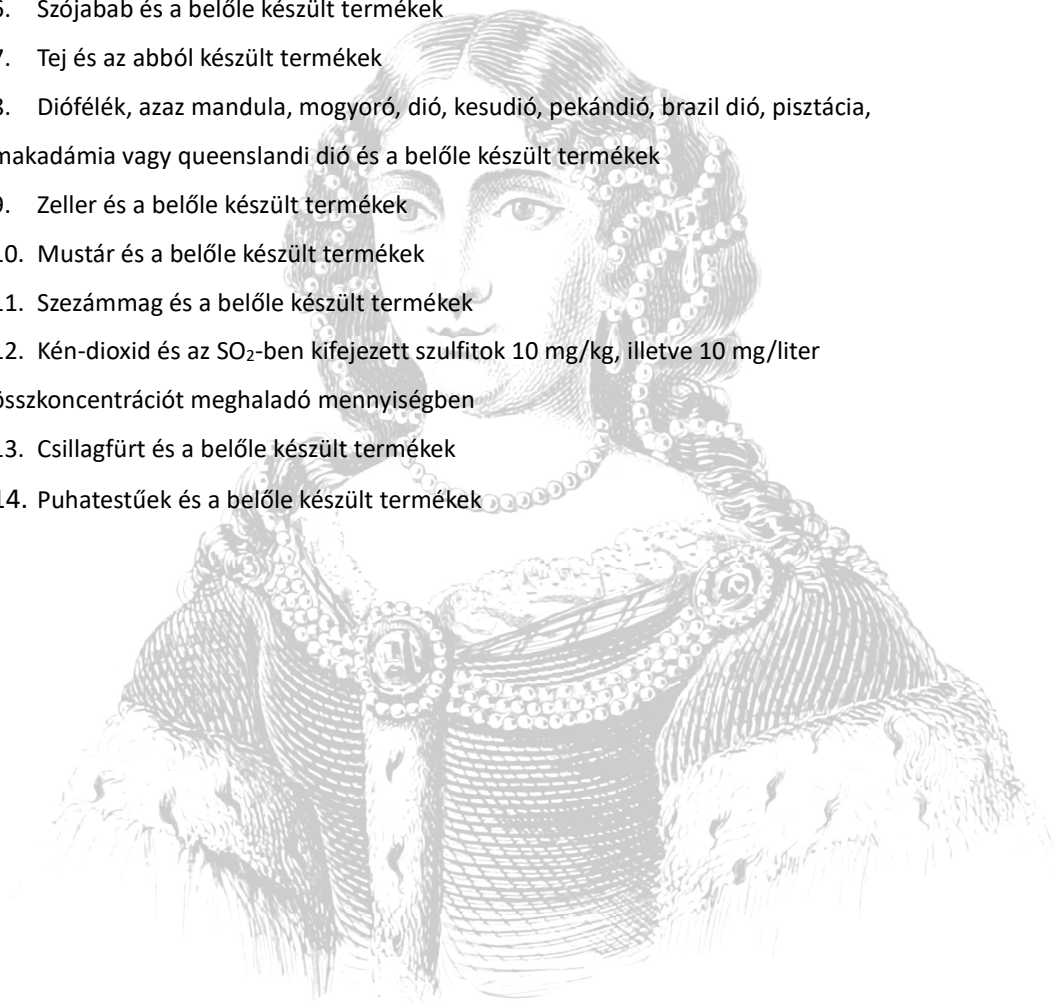 6. Szójabab és a belőle készült termékek
7. Tej és az abból készült termékek
8. Diófélék, azaz mandula, mogyoró, dió, kesudió, pekándió, brazil dió, pisztácia,
makadámia vagy queenslandi dió és a belőle készült termékek
9. Zeller és a belőle készült termékek
10. Mustár és a belőle készült termékek
11. Szezámmag és a belőle készült termékek
12. Kén-dioxid és az SO₂-ben kifejezett szulfitok 10 mg/kg, illetve 10 mg/liter
összkoncentrációt meghaladó mennyiségben
13. Csillagfürt és a belőle készült termékek
14. Puhatestűek és a belőle készült termékek